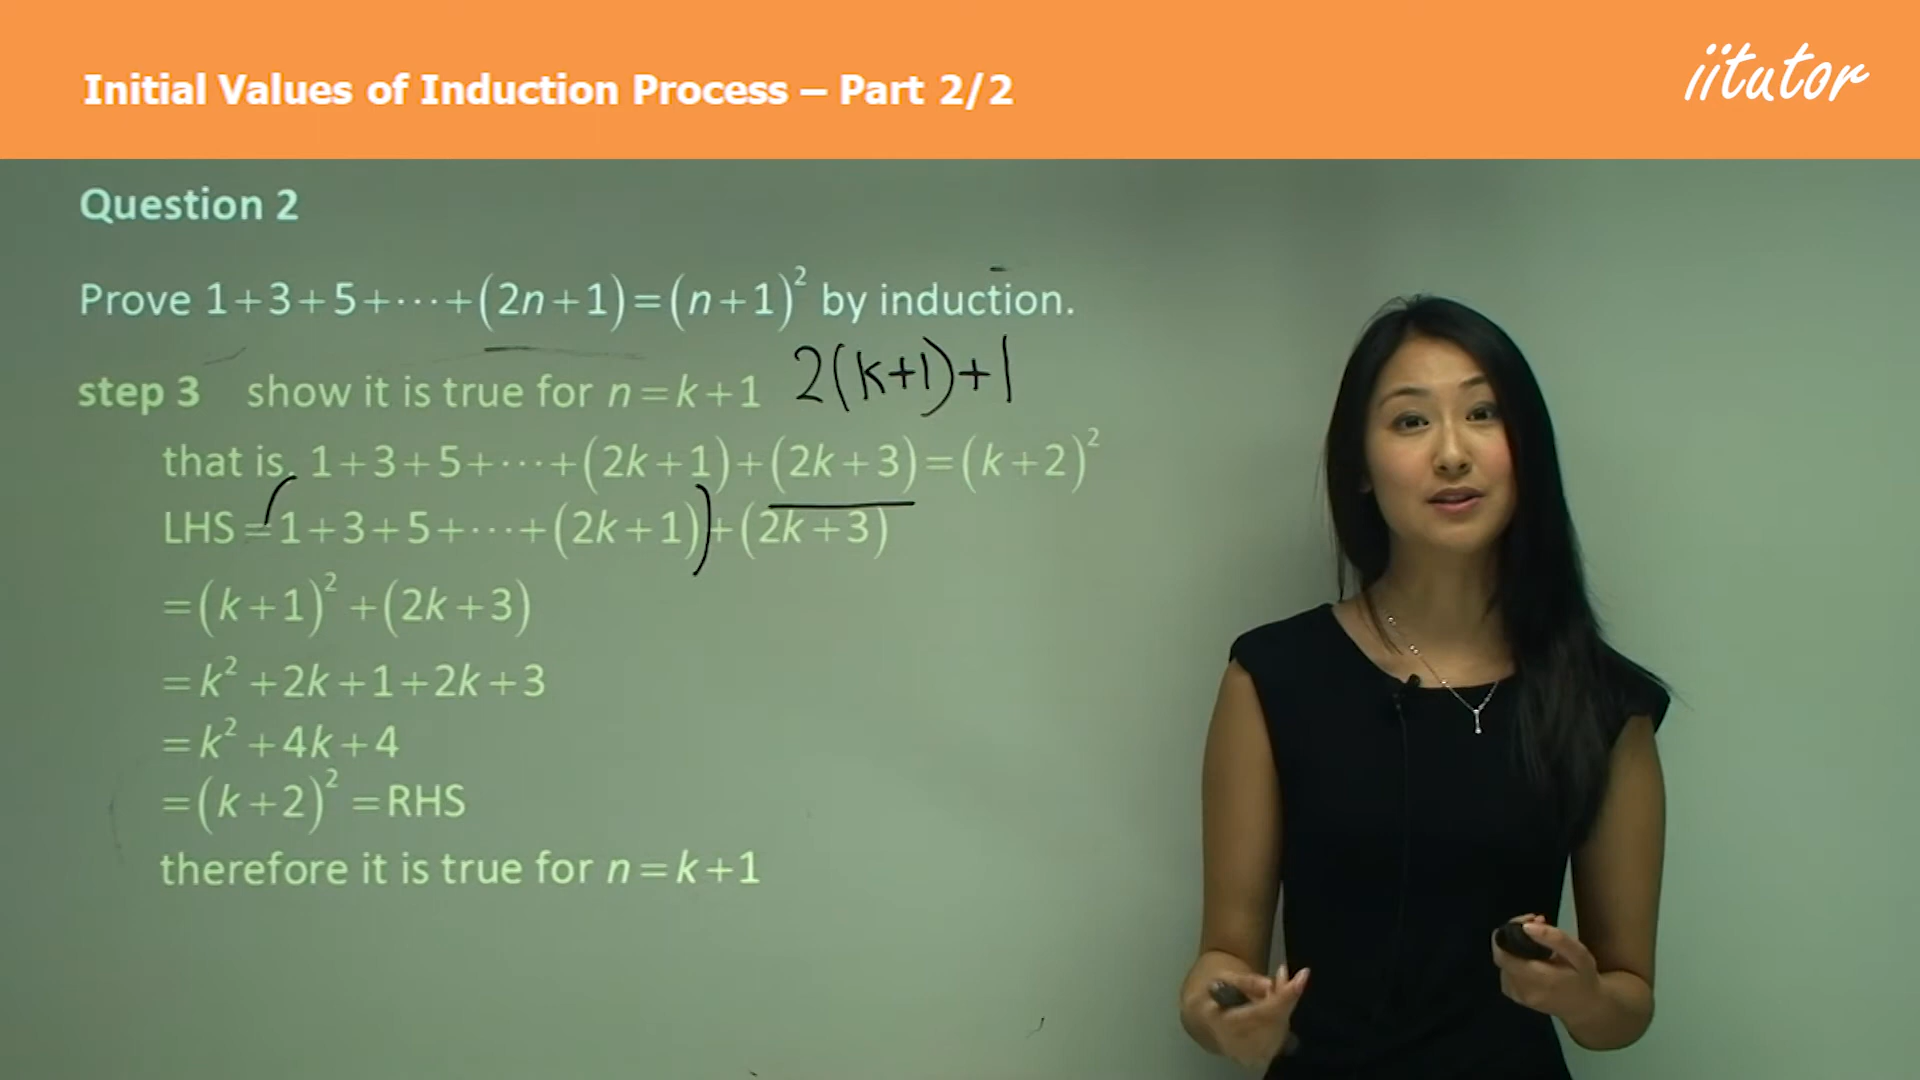 Initial Values of Induction Process – Part 2/2
iitutor
Question 2
Prove 1+3+5+⋯+(2n+1)=(n+1)² by induction.
step 3 show it is true for n=k+1 2(k+1)+1
that is, 1+3+5+⋯+(2k+1)+(2k+3)=(k+2)²
LHS =(1+3+5+⋯+(2k+1))+(2k+3)
=(k+1)²+(2k+3)
=k²+2k+1+2k+3
=k²+4k+4
=(k+2)²=RHS
therefore it is true for n=k+1